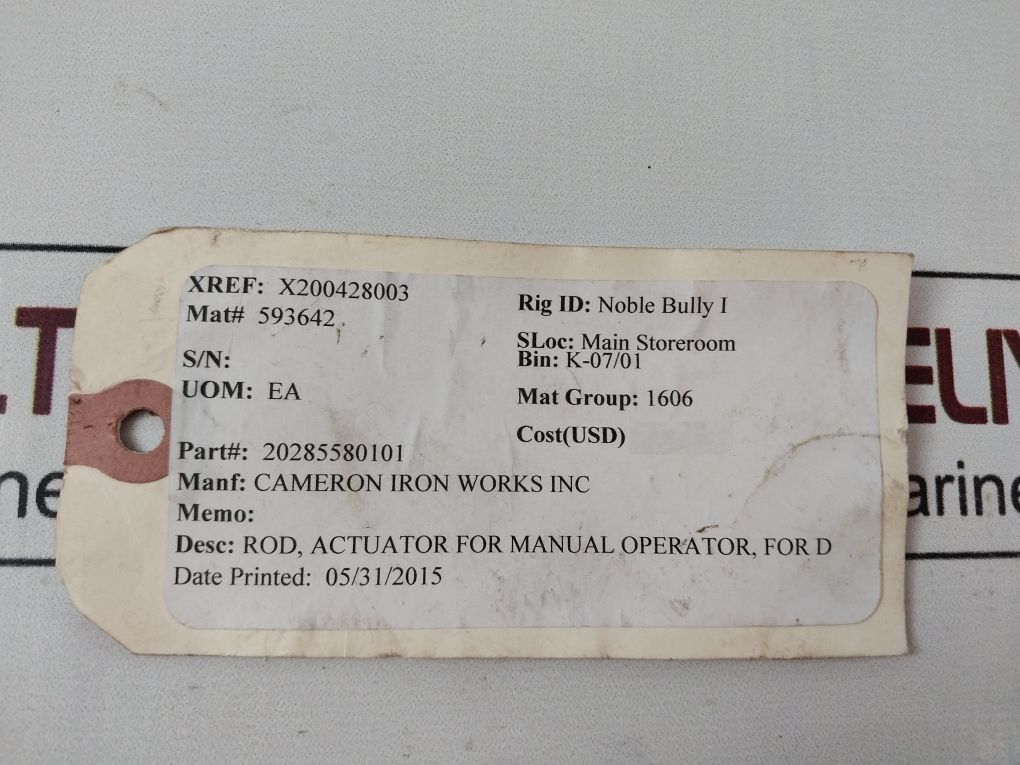 XREF: X200428003
Mat# 593642
S/N:
UOM: EA
Part#: 20285580101
Manf: CAMERON IRON WORKS INC
Memo:
Desc: ROD, ACTUATOR FOR MANUAL OPERATOR, FOR D
Date Printed: 05/31/2015
Rig ID: Noble Bully I
SLoc: Main Storeroom
Bin: K-07/01
Mat Group: 1606
Cost(USD)